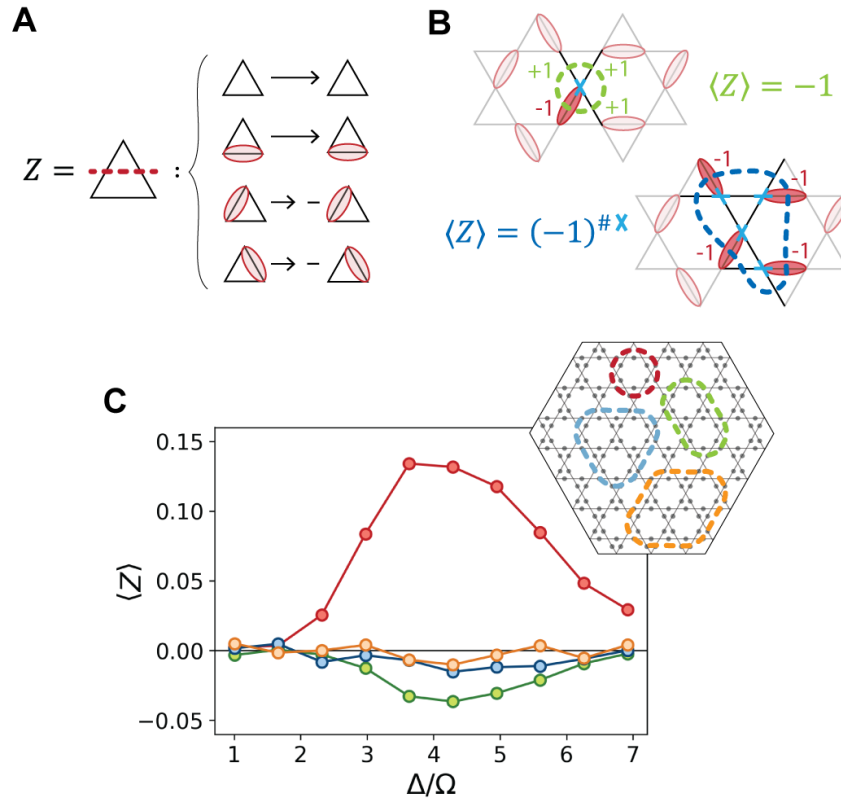 A
Z = :
→
→
→ −
→ −
B
+1 +1
-1 +1
⟨Z⟩ = −1
-1 -1
-1 -1
⟨Z⟩ = (−1)^#X
C
⟨Z⟩
0.15
0.10
0.05
0.00
−0.05
1 2 3 4 5 6 7
Δ/Ω